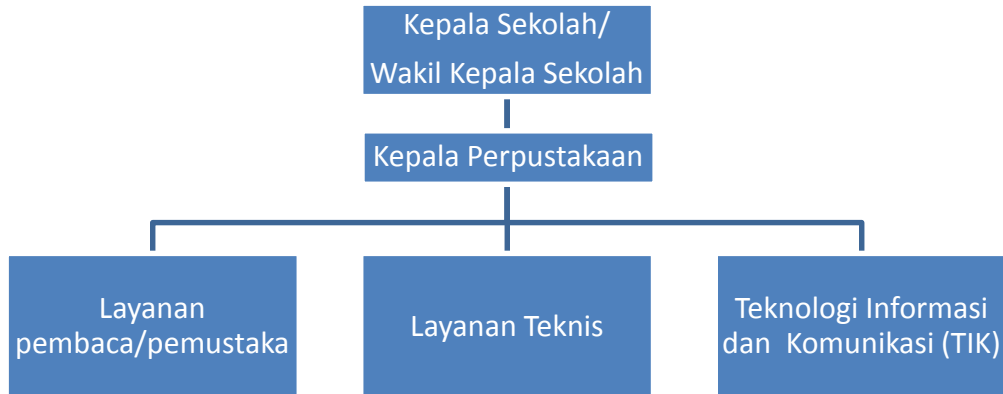 Kepala Sekolah/
Wakil Kepala Sekolah
Kepala Perpustakaan
Layanan
pembaca/pemustaka
Layanan Teknis
Teknologi Informasi
dan Komunikasi (TIK)